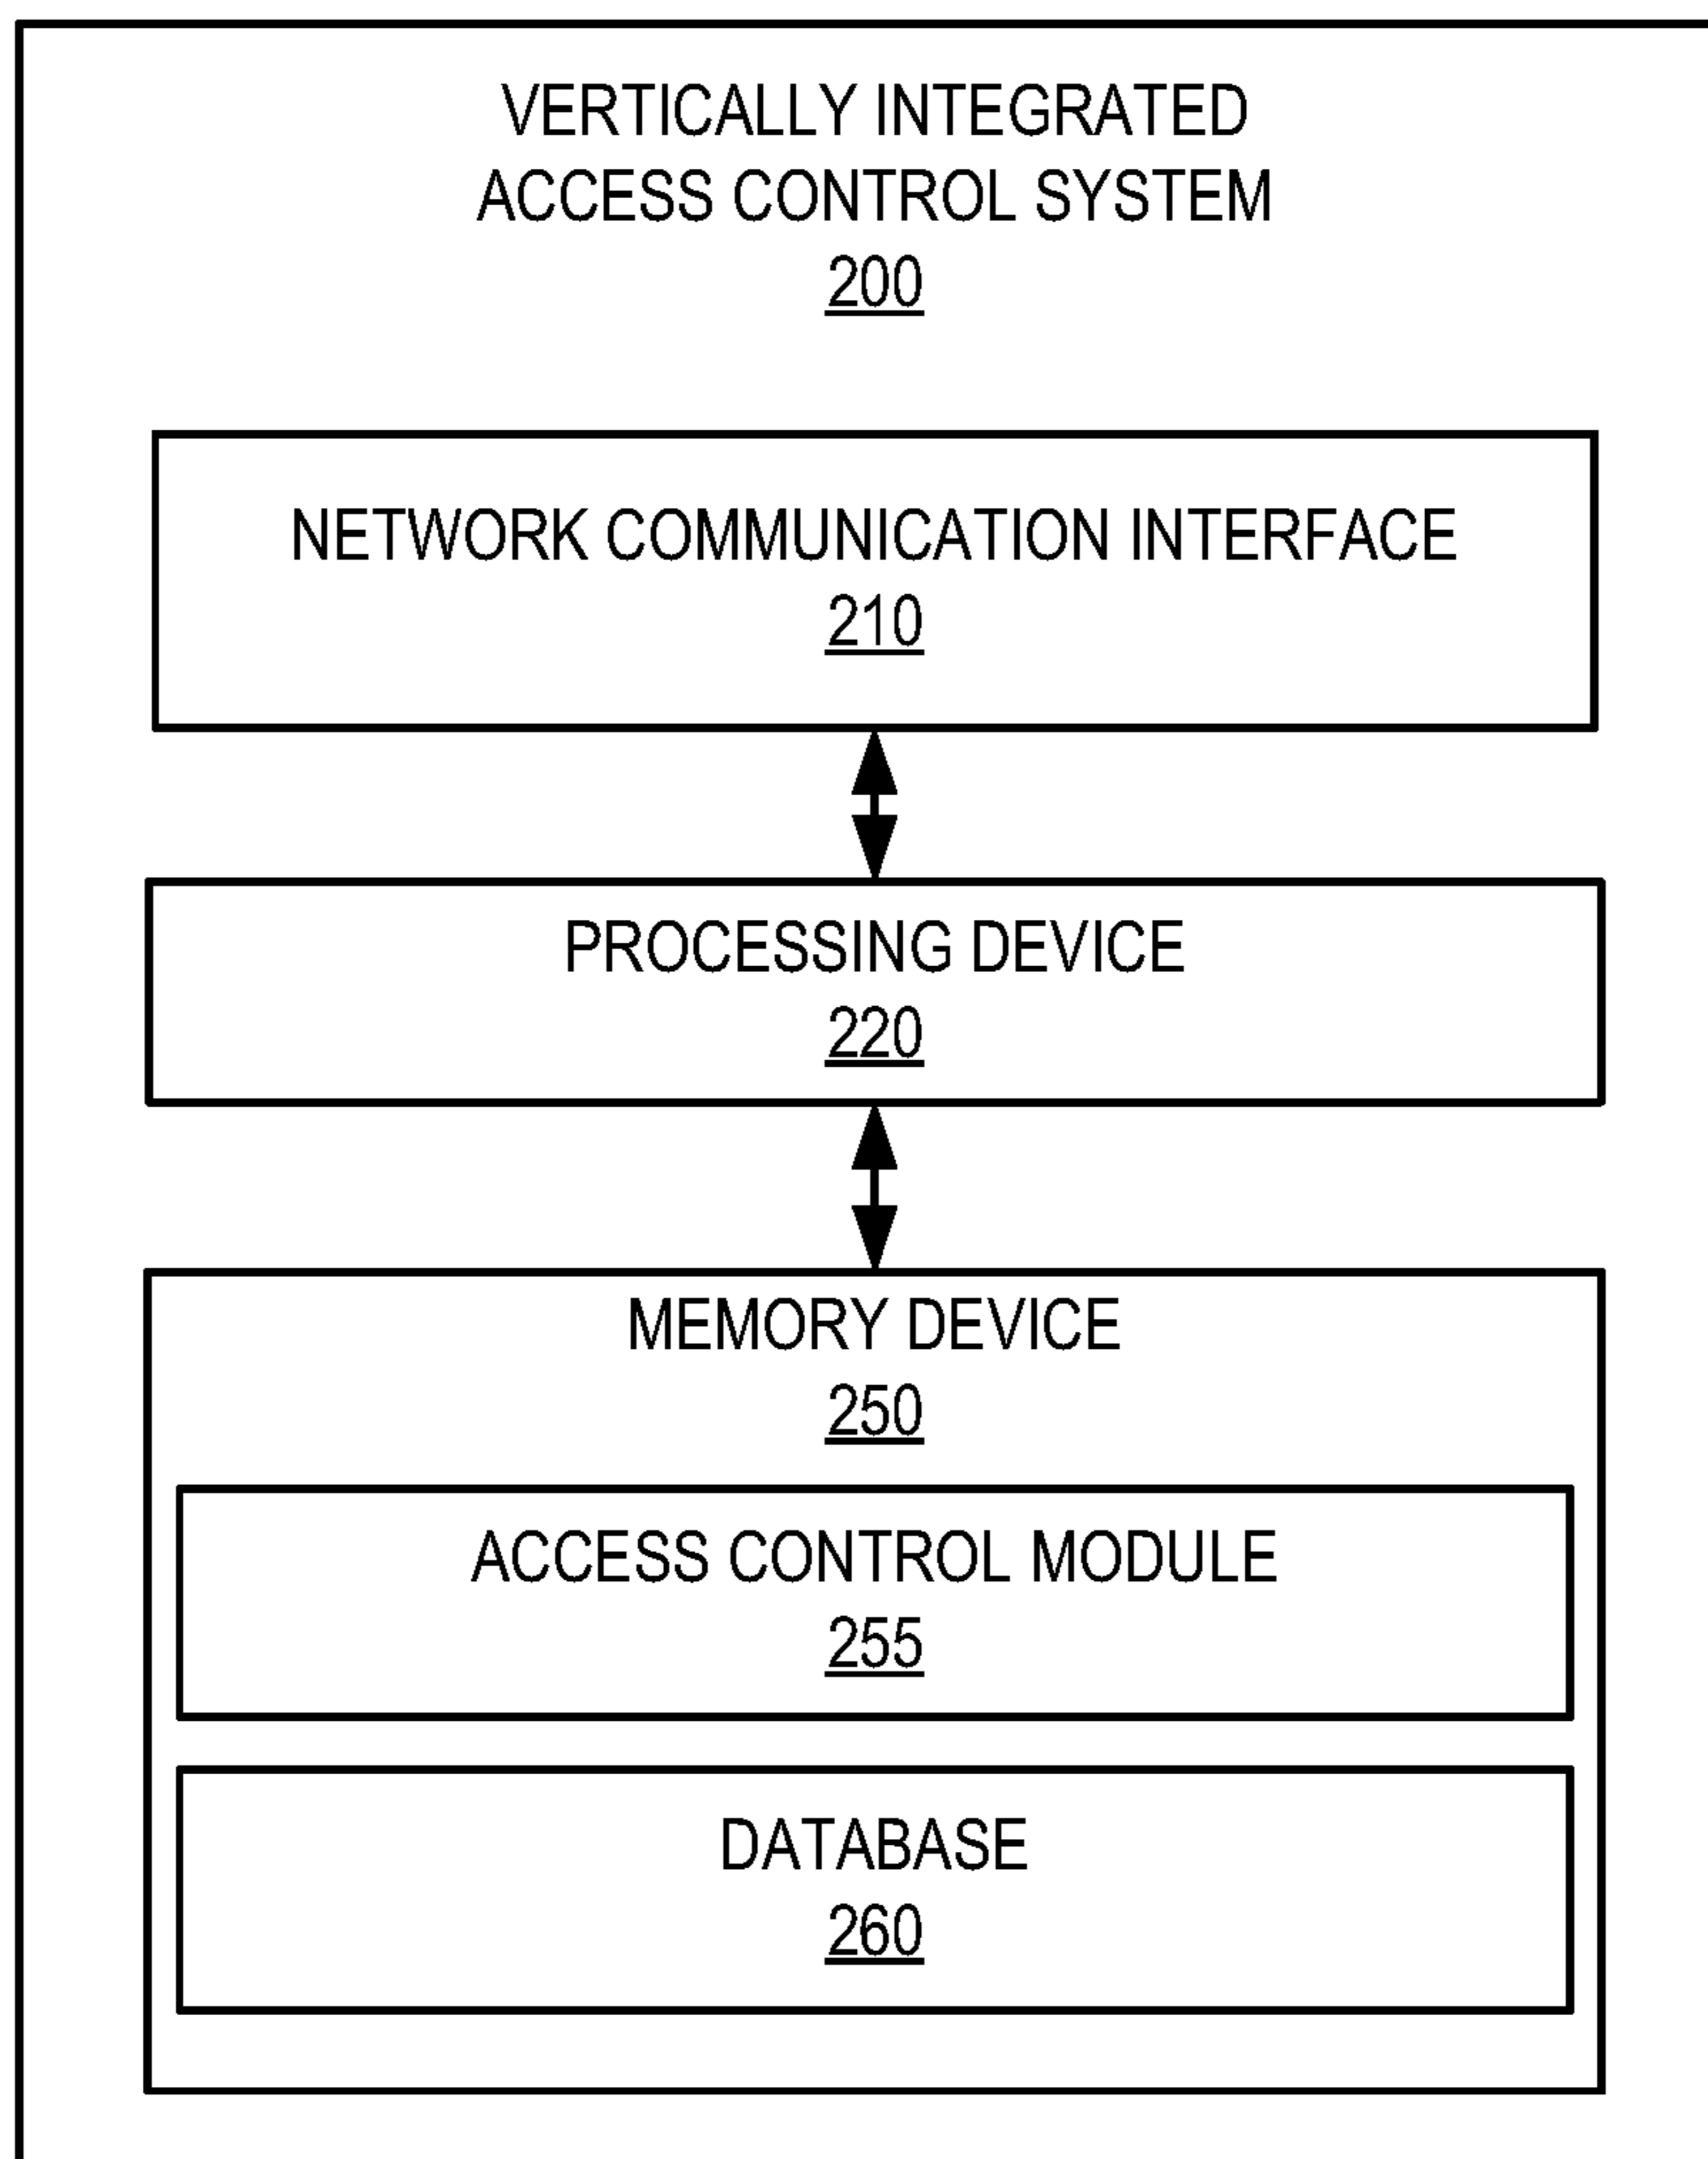 VERTICALLY INTEGRATED
ACCESS CONTROL SYSTEM
200
NETWORK COMMUNICATION INTERFACE
210
PROCESSING DEVICE
220
MEMORY DEVICE
250
ACCESS CONTROL MODULE
255
DATABASE
260